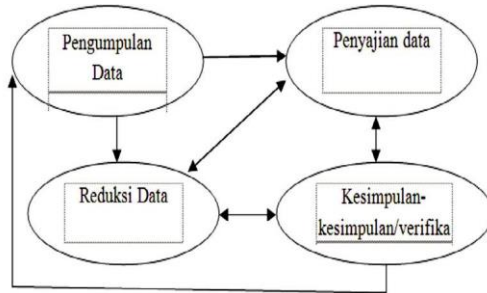 Pengumpulan
Data
Penyajian data
Reduksi Data
Kesimpulan-
kesimpulan/verifika